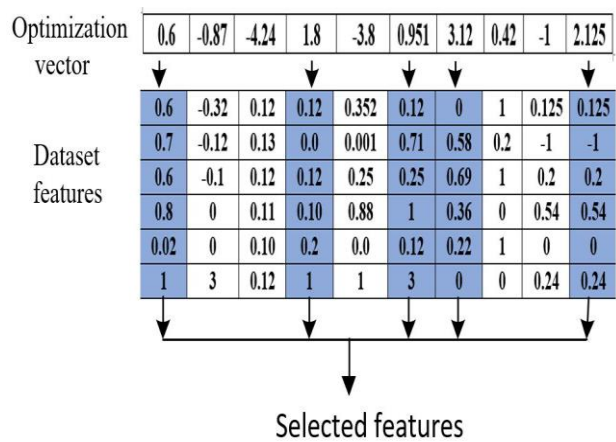 Optimization vector
0.6 -0.87 -4.24 1.8 -3.8 0.951 3.12 0.42 -1 2.125
Dataset features
0.6 -0.32 0.12 0.12 0.352 0.12 0 1 0.125 0.125
0.7 -0.12 0.13 0.0 0.001 0.71 0.58 0.2 -1 -1
0.6 -0.1 0.12 0.12 0.25 0.25 0.69 1 0.2 0.2
0.8 0 0.11 0.10 0.88 1 0.36 0 0.54 0.54
0.02 0 0.10 0.2 0.0 0.12 0.22 1 0 0
1 3 0.12 1 1 3 0 0 0.24 0.24
Selected features